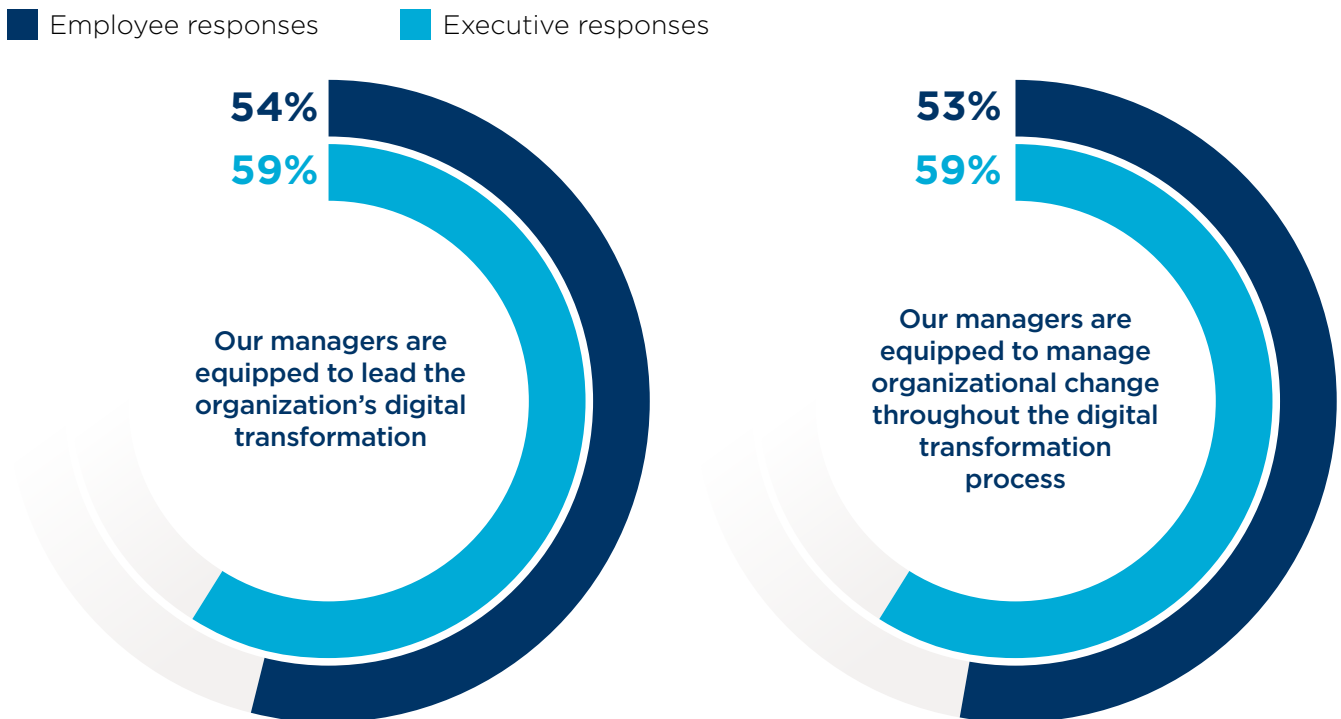 Employee responses
Executive responses
54%
59%
Our managers are
equipped to lead the
organization’s digital
transformation
53%
59%
Our managers are
equipped to manage
organizational change
throughout the digital
transformation
process